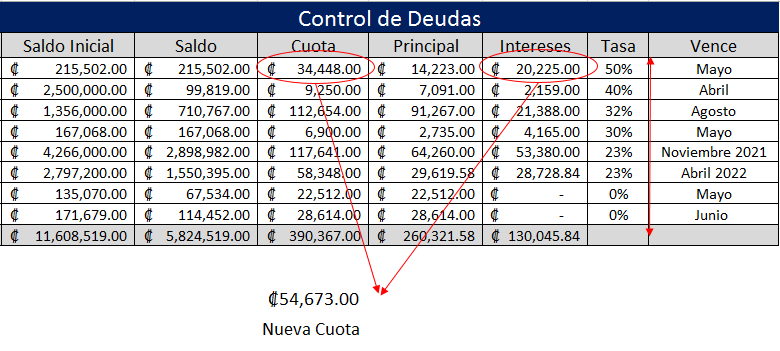 Control de Deudas
Saldo Inicial Saldo Cuota Principal Intereses Tasa Vence
₡ 215,502.00 ₡ 215,502.00 ₡ 34,448.00 ₡ 14,223.00 ₡ 20,225.00 50% Mayo
₡ 2,500,000.00 ₡ 99,819.00 ₡ 9,250.00 ₡ 7,091.00 ₡ 2,159.00 40% Abril
₡ 1,356,000.00 ₡ 710,767.00 ₡ 112,654.00 ₡ 91,267.00 ₡ 21,388.00 32% Agosto
₡ 167,068.00 ₡ 167,068.00 ₡ 6,900.00 ₡ 2,735.00 ₡ 4,165.00 30% Mayo
₡ 4,266,000.00 ₡ 2,898,982.00 ₡ 117,641.00 ₡ 64,260.00 ₡ 53,380.00 23% Noviembre 2021
₡ 2,797,200.00 ₡ 1,550,395.00 ₡ 58,348.00 ₡ 29,619.58 ₡ 28,728.84 23% Abril 2022
₡ 135,070.00 ₡ 67,534.00 ₡ 22,512.00 ₡ 22,512.00 ₡ - 0% Mayo
₡ 171,679.00 ₡ 114,452.00 ₡ 28,614.00 ₡ 28,614.00 ₡ - 0% Junio
₡ 11,608,519.00 ₡ 5,824,519.00 ₡ 390,367.00 ₡ 260,321.58 ₡ 130,045.84
₡54,673.00
Nueva Cuota